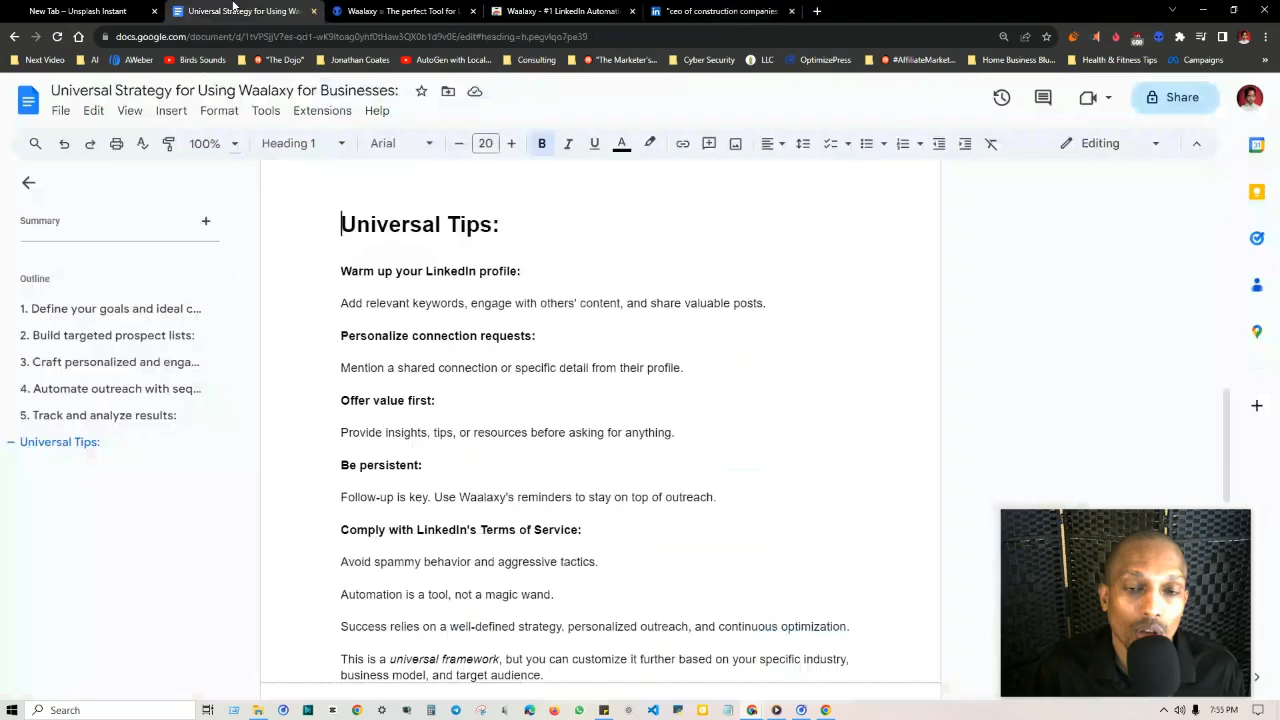 New Tab – Unsplash Instant
Universal Strategy for Using Wa
Waalaxy = The perfect Tool for L
Waalaxy - #1 LinkedIn Automati
"ceo of construction companies
docs.google.com/document/d/
Next Video
AI
AWeber
Birds Sounds
"The Dojo"
Jonathan Coates
AutoGen with Local...
Consulting
"The Marketer's...
Cyber Security
LLC
OptimizePress
#AffiliateMarket...
Home Business Blu...
Health & Fitness Tips
Campaigns
Universal Strategy for Using Waalaxy for Businesses:
File Edit View Insert Format Tools Extensions Help
Share
100%
Heading 1
Arial
20
B I U A
Editing
Summary
Outline
1. Define your goals and ideal c...
2. Build targeted prospect lists:
3. Craft personalized and enga...
4. Automate outreach with seq...
5. Track and analyze results:
Universal Tips:
Universal Tips:
Warm up your LinkedIn profile:
Add relevant keywords, engage with others' content, and share valuable posts.
Personalize connection requests:
Mention a shared connection or specific detail from their profile.
Offer value first:
Provide insights, tips, or resources before asking for anything.
Be persistent:
Follow-up is key. Use Waalaxy's reminders to stay on top of outreach.
Comply with LinkedIn's Terms of Service:
Avoid spammy behavior and aggressive tactics.
Automation is a tool, not a magic wand.
Success relies on a well-defined strategy, personalized outreach, and continuous optimization.
This is a universal framework, but you can customize it further based on your specific industry,
business model, and target audience.
Search
7:55 PM